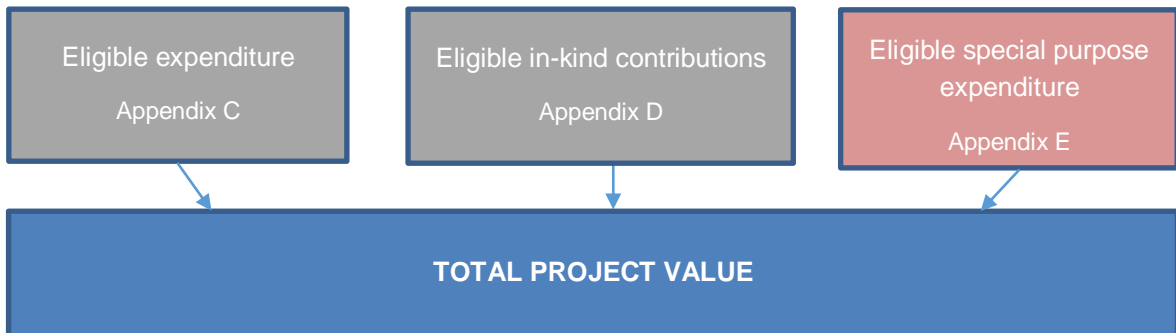 Eligible expenditure
Appendix C
Eligible in-kind contributions
Appendix D
Eligible special purpose
expenditure
Appendix E
TOTAL PROJECT VALUE